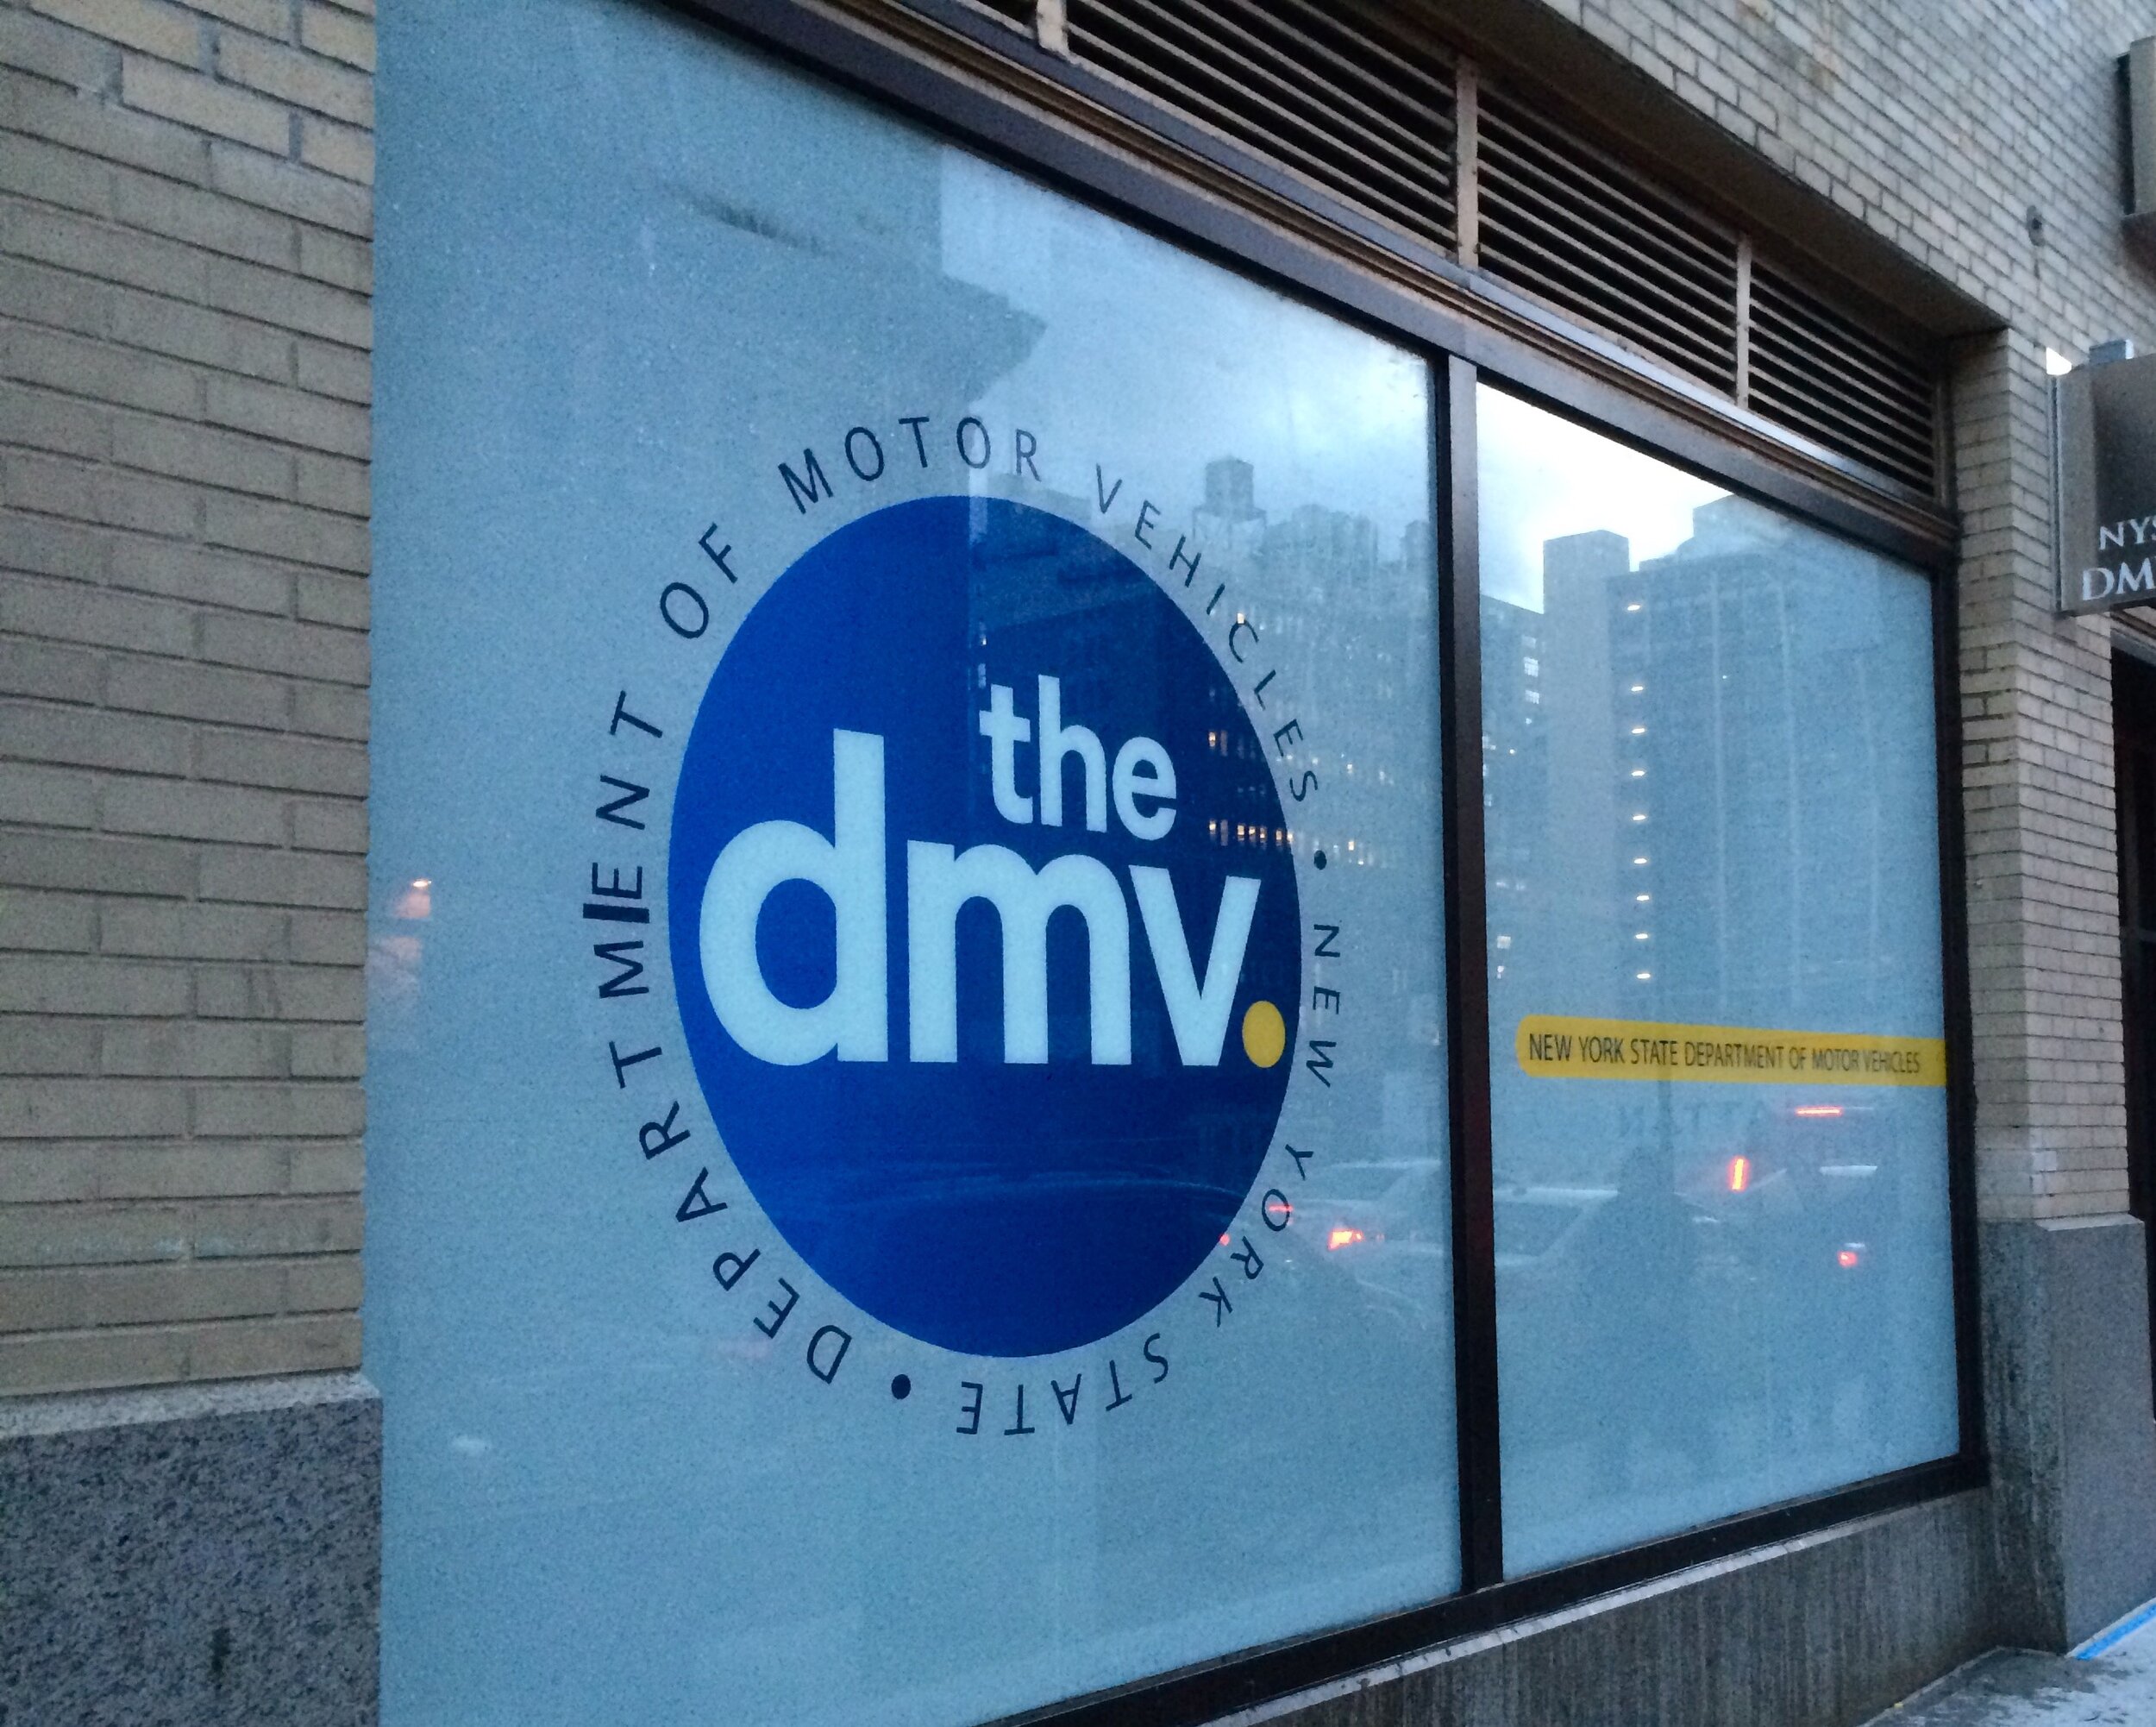 DEPARTMENT OF MOTOR VEHICLES • NEW YORK STATE •
the
dmv.
NEW YORK STATE DEPARTMENT OF MOTOR VEHICLES
NYS
DM